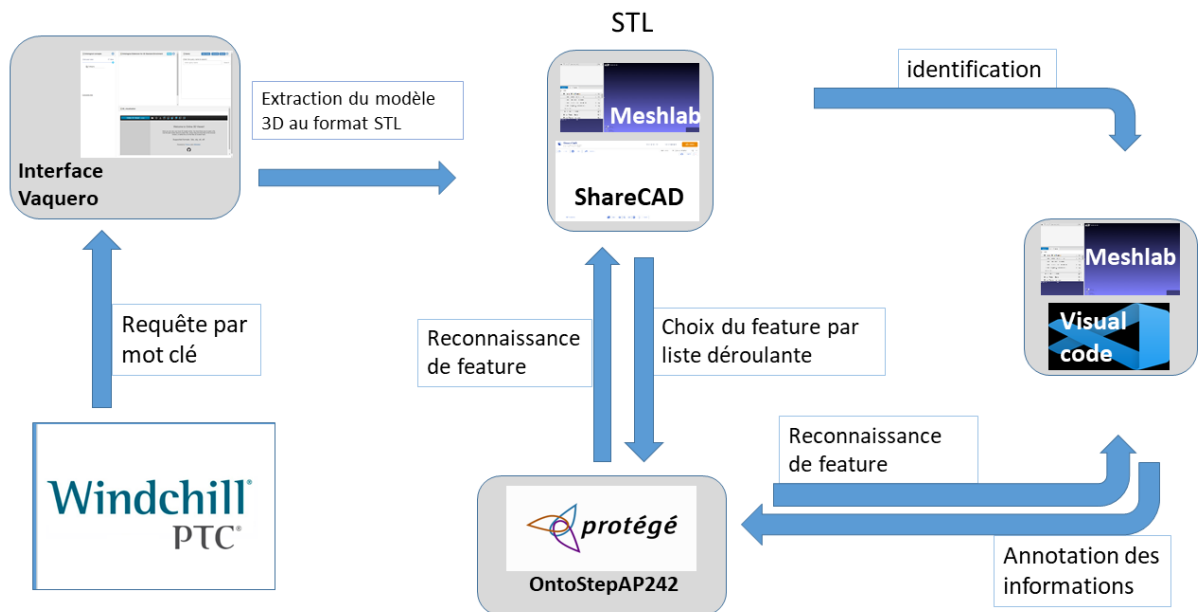 STL
identification
Extraction du modèle
3D au format STL
Meshlab
ShareCAD
Interface
Vaquero
Meshlab
Visual
code
Requête par
mot clé
Reconnaissance
de feature
Choix du feature par
liste déroulante
Reconnaissance
de feature
Windchill®
PTC®
protégé
OntoStepAP242
Annotation des
informations